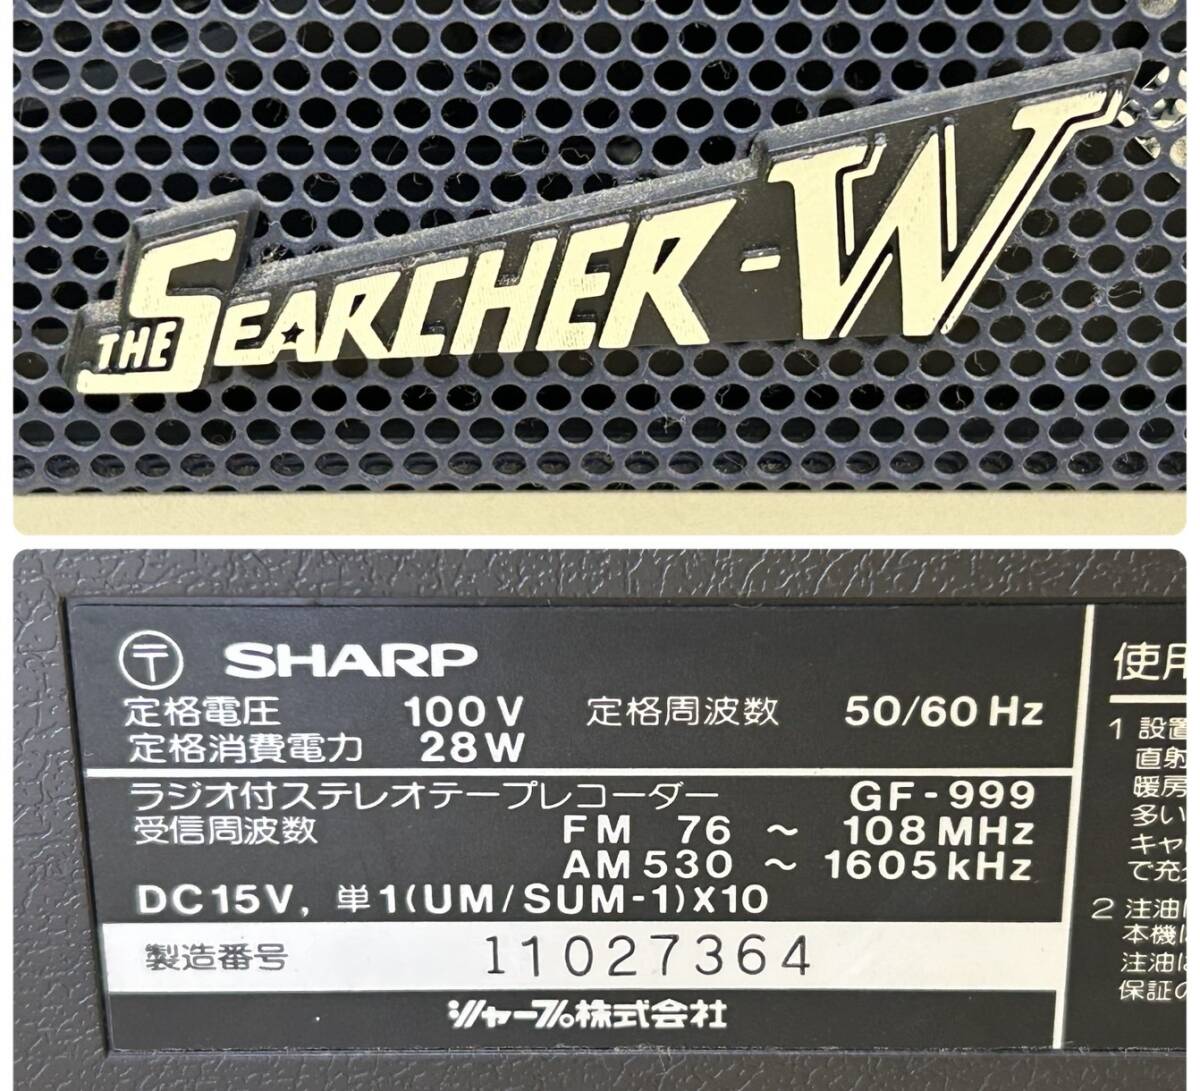 THE SEARCHER-W
〒 SHARP
定格電圧 100V 定格周波数 50/60Hz
定格消費電力 28W
ラジオ付ステレオテープレコーダー GF-999
受信周波数 FM 76 ~ 108MHz
AM530 ~ 1605kHz
DC15V, 単1(UM/SUM-1)X10
製造番号 11027364
シャープ株式会社
使用
1 設置
直射
暖房
多い
キャ
で充
2 注油
本機に
注油は
保証の